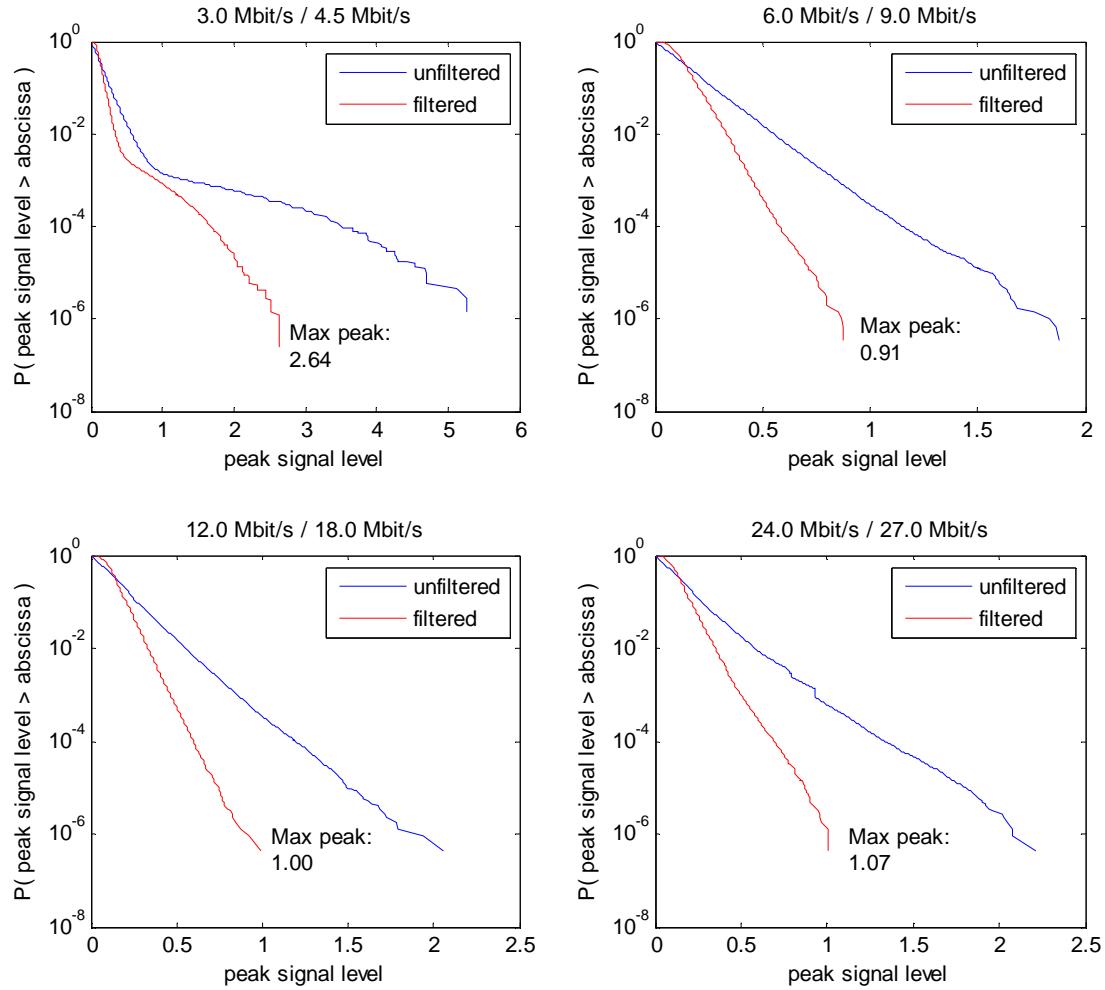 3.0 Mbit/s / 4.5 Mbit/s
10^0
10^-2
10^-4
10^-6
10^-8
P( peak signal level > abscissa )
unfiltered
filtered
Max peak:
2.64
0 1 2 3 4 5 6
peak signal level
6.0 Mbit/s / 9.0 Mbit/s
10^0
10^-2
10^-4
10^-6
10^-8
P( peak signal level > abscissa )
unfiltered
filtered
Max peak:
0.91
0 0.5 1 1.5 2
peak signal level
12.0 Mbit/s / 18.0 Mbit/s
10^0
10^-2
10^-4
10^-6
10^-8
P( peak signal level > abscissa )
unfiltered
filtered
Max peak:
1.00
0 0.5 1 1.5 2 2.5
peak signal level
24.0 Mbit/s / 27.0 Mbit/s
10^0
10^-2
10^-4
10^-6
10^-8
P( peak signal level > abscissa )
unfiltered
filtered
Max peak:
1.07
0 0.5 1 1.5 2 2.5
peak signal level